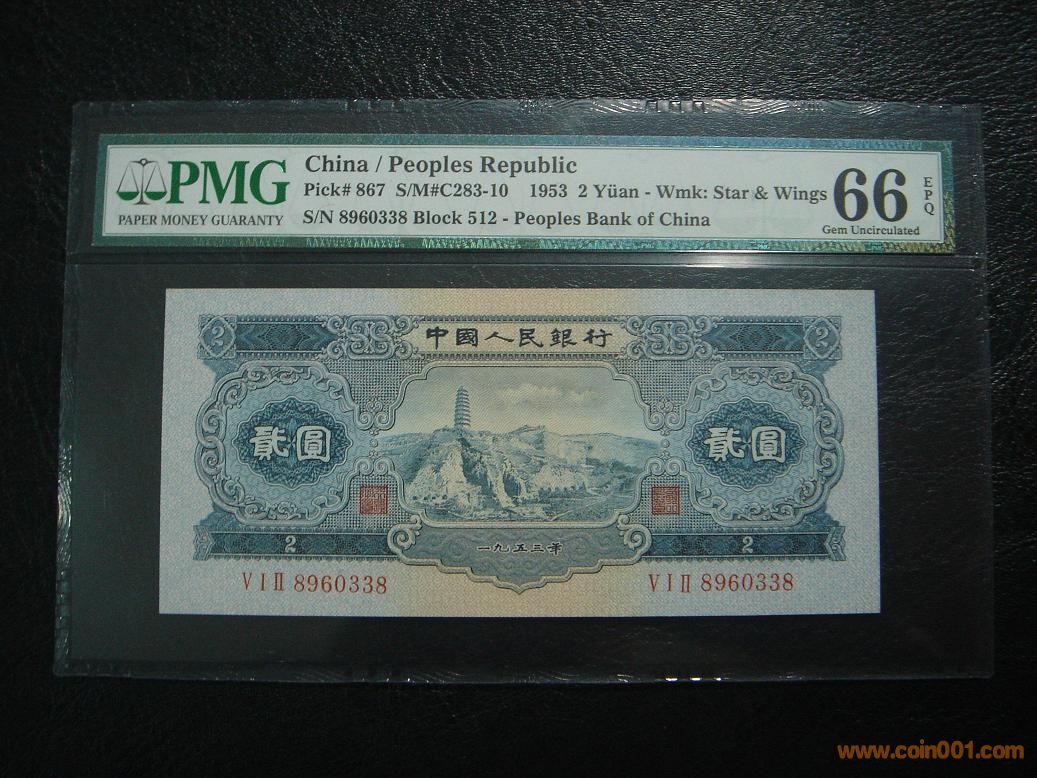 PMG
PAPER MONEY GUARANTY
China / Peoples Republic
Pick# 867 S/M#C283-10 1953 2 Yüan - Wmk: Star & Wings
S/N 8960338 Block 512 - Peoples Bank of China
66
EPQ
Gem Uncirculated
中國人民銀行
2 2
貳圓 貳圓
一九五三年
2 2
VIII 8960338 VIII 8960338
www.coin001.com